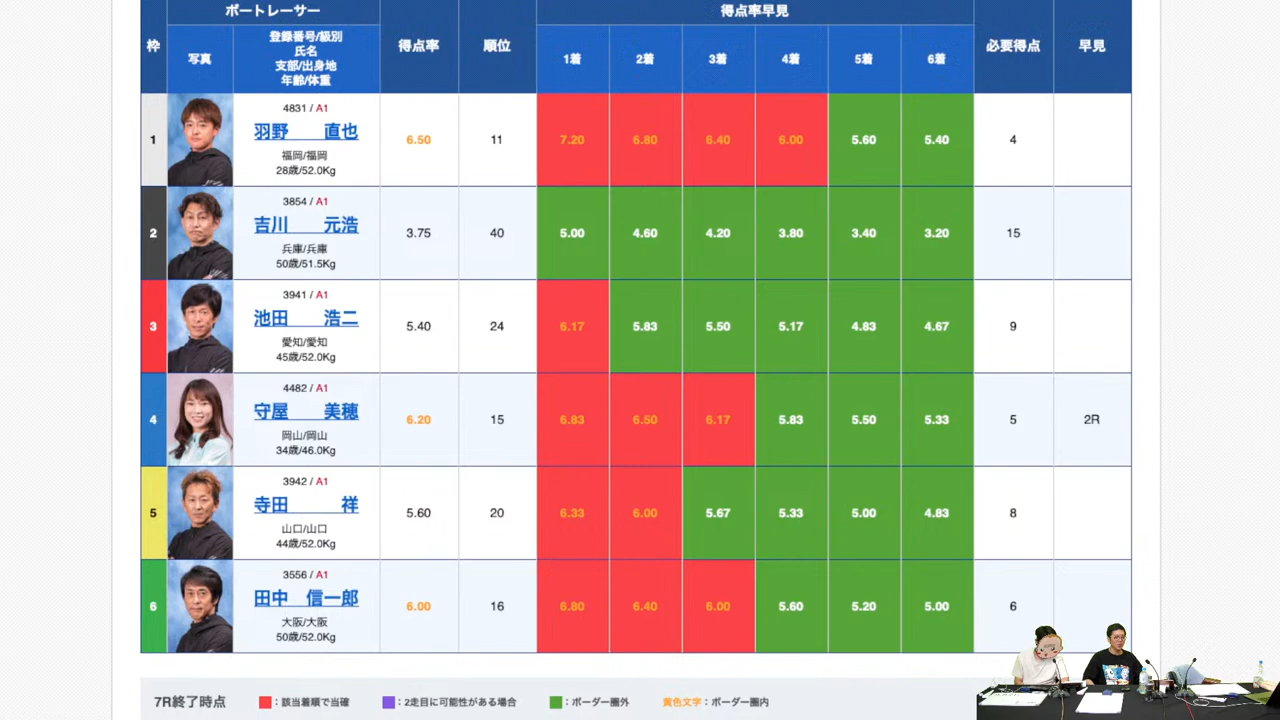 ボートレーサー 得点率早見
枠 写真 登録番号/級別 得点率 順位 1着 2着 3着 4着 5着 6着 必要得点 早見
氏名
支部/出身地
年齢/体重
4831 / A1
1 羽野 直也 6.50 11 7.20 6.80 6.40 6.00 5.60 5.40 4
福岡/福岡
28歳/52.0Kg
3854 / A1
2 吉川 元浩 3.75 40 5.00 4.60 4.20 3.80 3.40 3.20 15
兵庫/兵庫
50歳/51.5Kg
3941 / A1
3 池田 浩二 5.40 24 6.17 5.83 5.50 5.17 4.83 4.67 9
愛知/愛知
45歳/52.0Kg
4482 / A1
4 守屋 美穂 6.20 15 6.83 6.50 6.17 5.83 5.50 5.33 5 2R
岡山/岡山
34歳/46.0Kg
3942 / A1
5 寺田 祥 5.60 20 6.33 6.00 5.67 5.33 5.00 4.83 8
山口/山口
44歳/52.0Kg
3556 / A1
6 田中 信一郎 6.00 16 6.80 6.40 6.00 5.60 5.20 5.00 6
大阪/大阪
50歳/52.0Kg
7R終了時点 :該当着順で当確 :2走目に可能性がある場合 :ボーダー圏外 黄色文字:ボーダー圏内